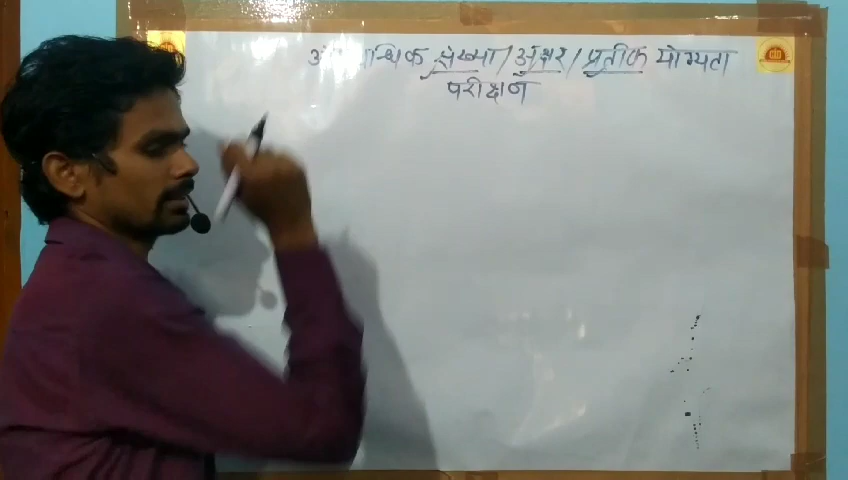 संख्या / अक्षर / प्रतीक योग्यता
परीक्षण